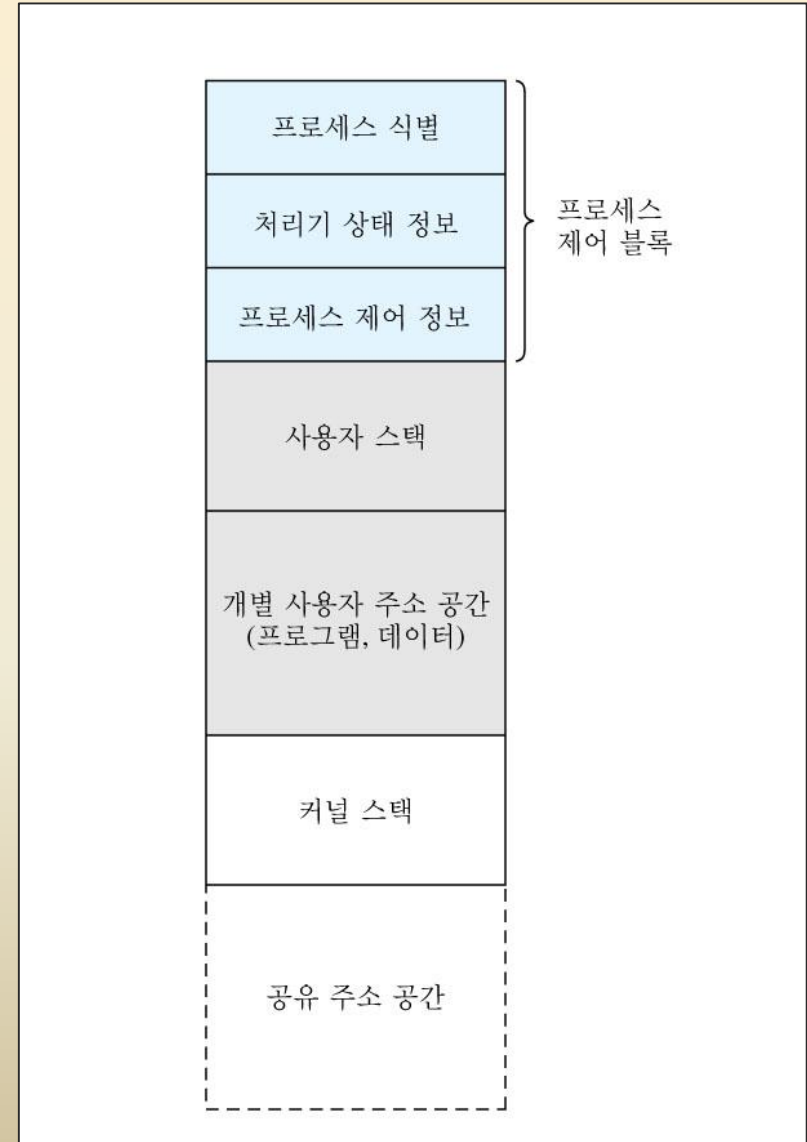 프로세스 식별
처리기 상태 정보
프로세스 제어 정보
프로세스
제어 블록
사용자 스택
개별 사용자 주소 공간
(프로그램, 데이터)
커널 스택
공유 주소 공간